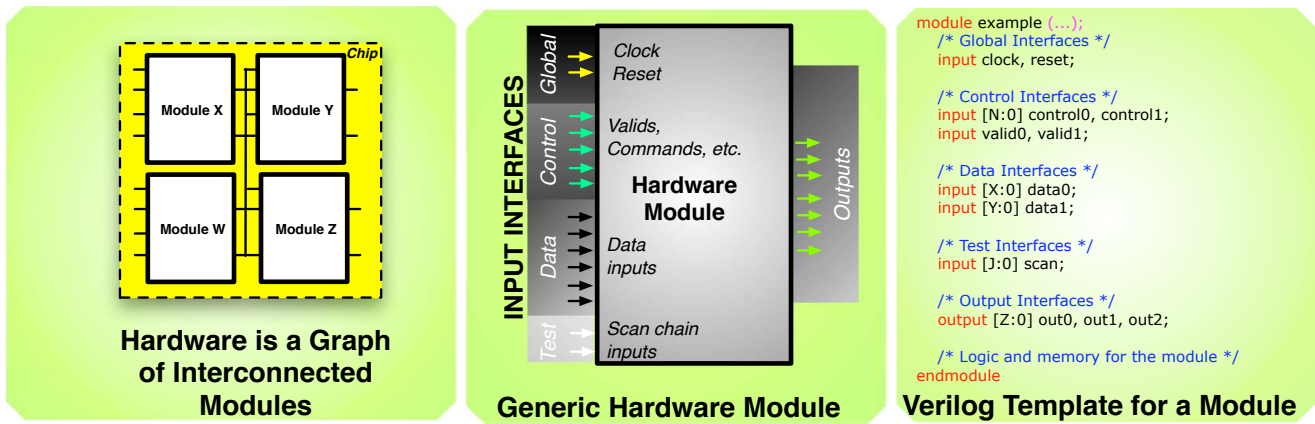 Chip
Module X
Module Y
Module W
Module Z
Hardware is a Graph
of Interconnected
Modules
INPUT INTERFACES
Global
Control
Data
Test
Clock
Reset
Valids,
Commands, etc.
Hardware
Module
Data
inputs
Scan chain
inputs
Outputs
Generic Hardware Module
module example (...);
/* Global Interfaces */
input clock, reset;
/* Control Interfaces */
input [N:0] control0, control1;
input valid0, valid1;
/* Data Interfaces */
input [X:0] data0;
input [Y:0] data1;
/* Test Interfaces */
input [J:0] scan;
/* Output Interfaces */
output [Z:0] out0, out1, out2;
/* Logic and memory for the module */
endmodule
Verilog Template for a Module